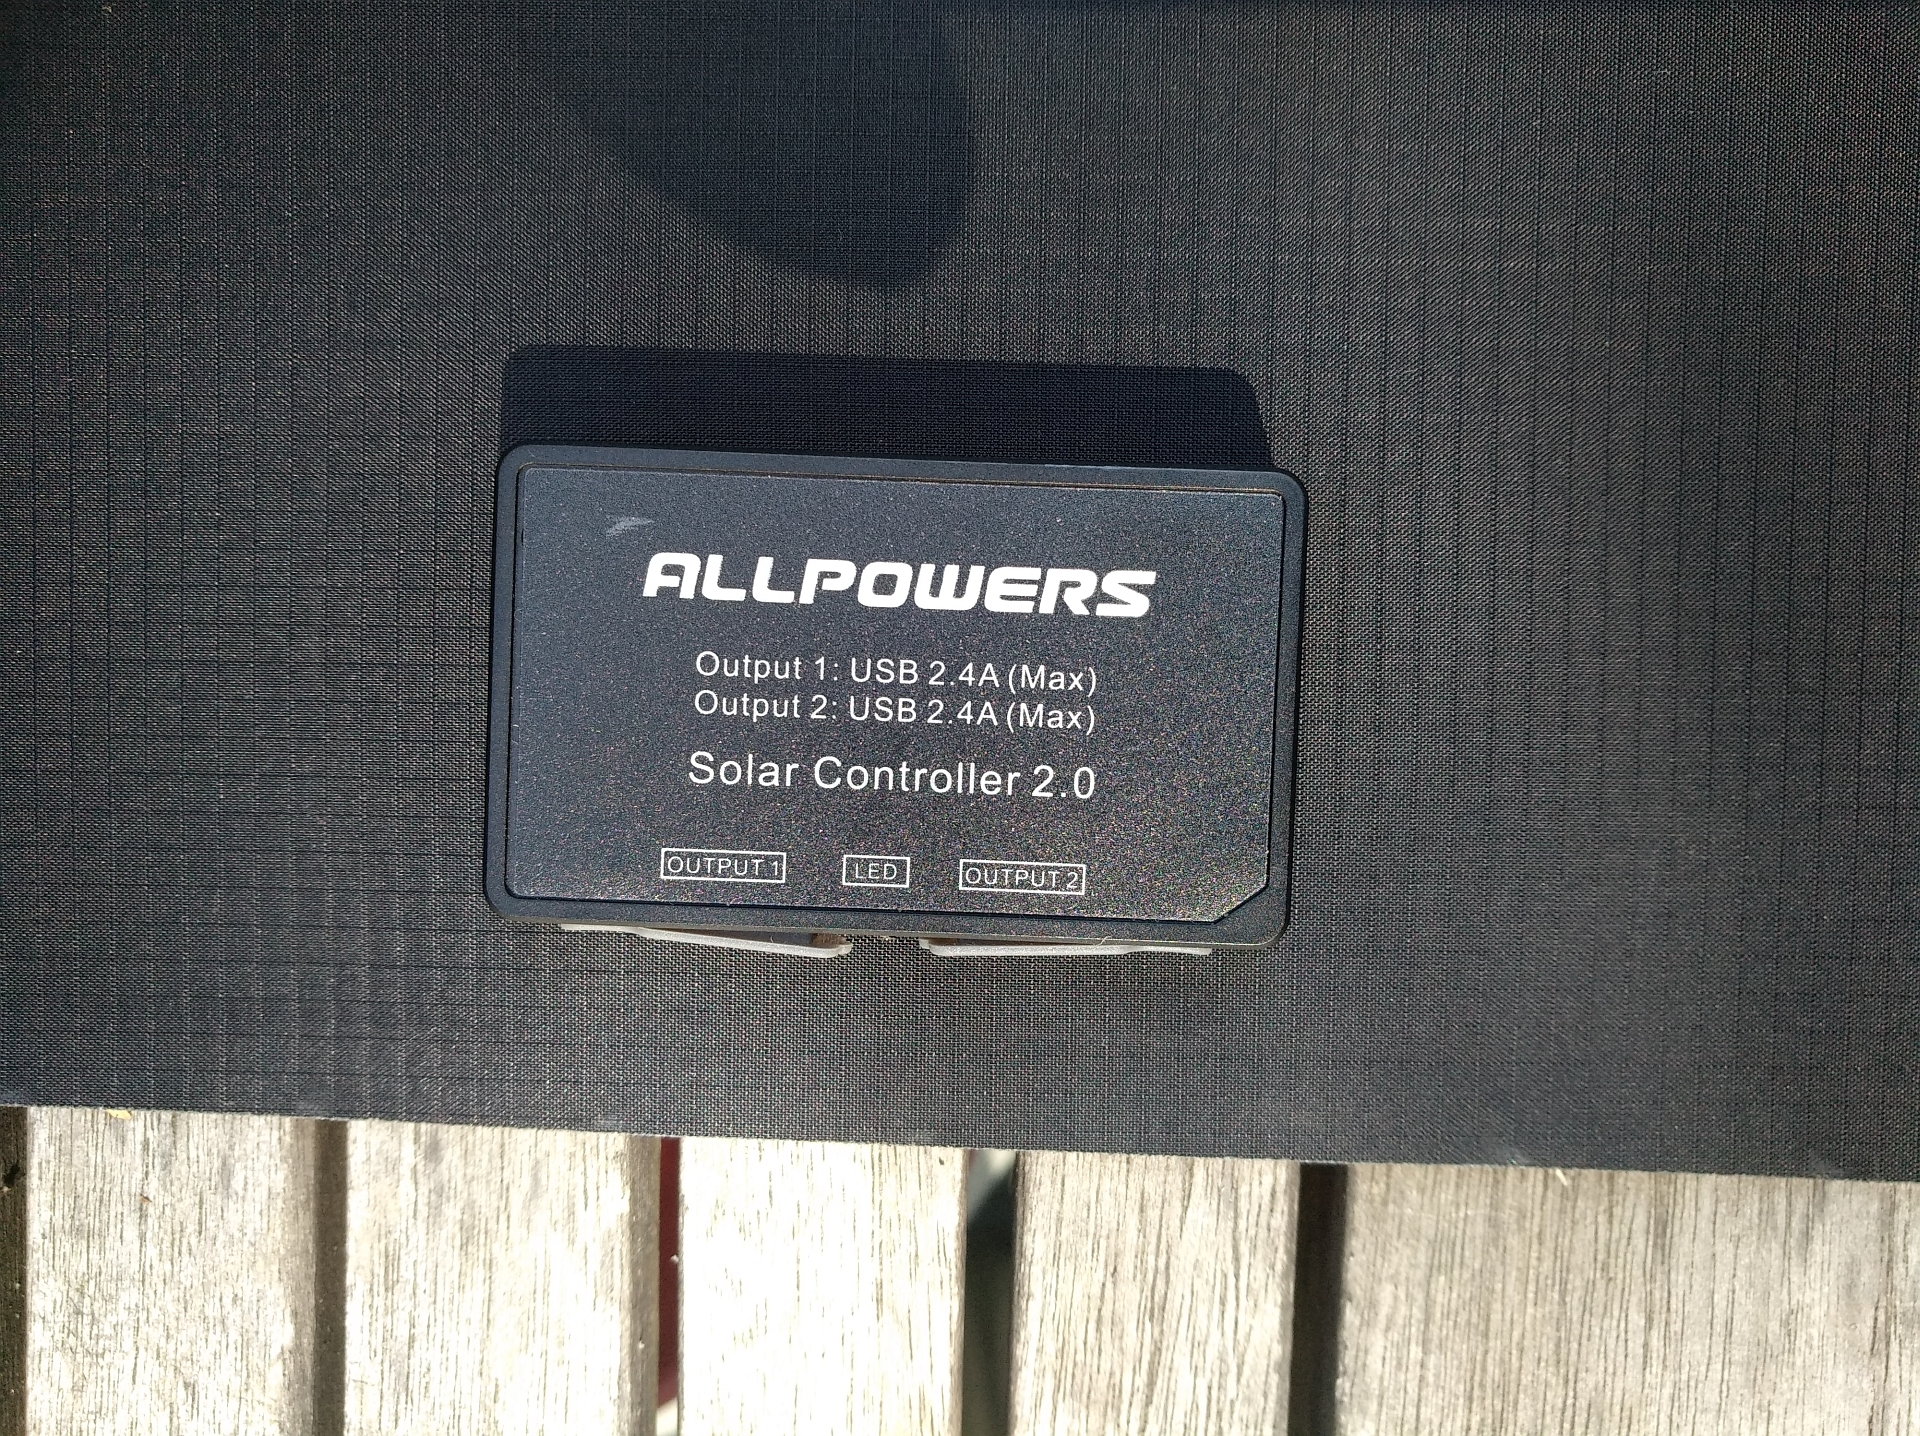 ALLPOWERS
Output 1: USB 2.4A (Max)
Output 2: USB 2.4A (Max)
Solar Controller 2.0
OUTPUT 1 LED OUTPUT 2